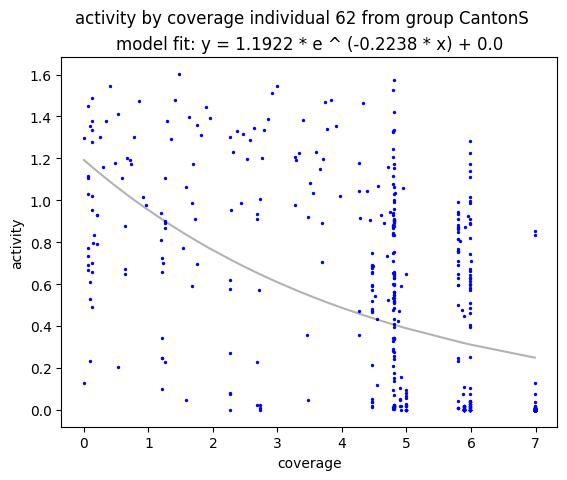 activity by coverage individual 62 from group CantonS
model fit: y = 1.1922 * e ^ (-0.2238 * x) + 0.0
1.6
1.4
1.2
1.0
0.8
0.6
0.4
0.2
0.0
activity
0 1 2 3 4 5 6 7
coverage